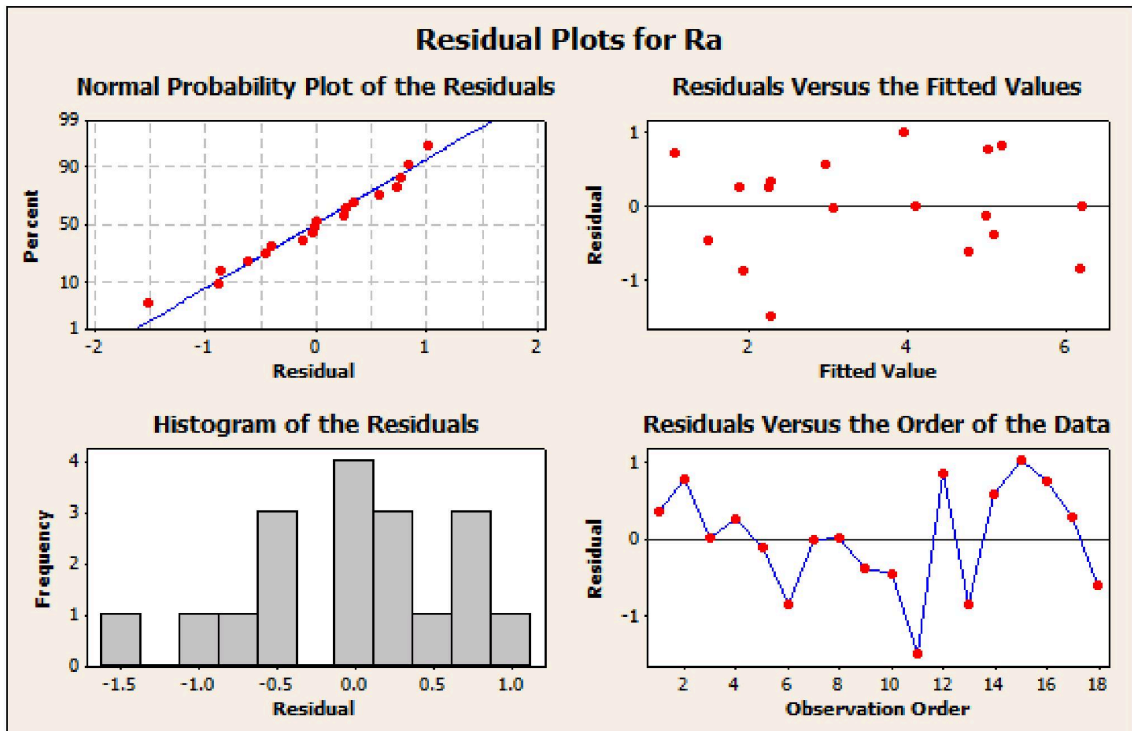 Residual Plots for Ra
Normal Probability Plot of the Residuals
99
90
50
10
1
Percent
-2 -1 0 1 2
Residual
Residuals Versus the Fitted Values
1
0
-1
Residual
2 4 6
Fitted Value
Histogram of the Residuals
4
3
2
1
0
Frequency
-1.5 -1.0 -0.5 0.0 0.5 1.0
Residual
Residuals Versus the Order of the Data
1
0
-1
Residual
2 4 6 8 10 12 14 16 18
Observation Order